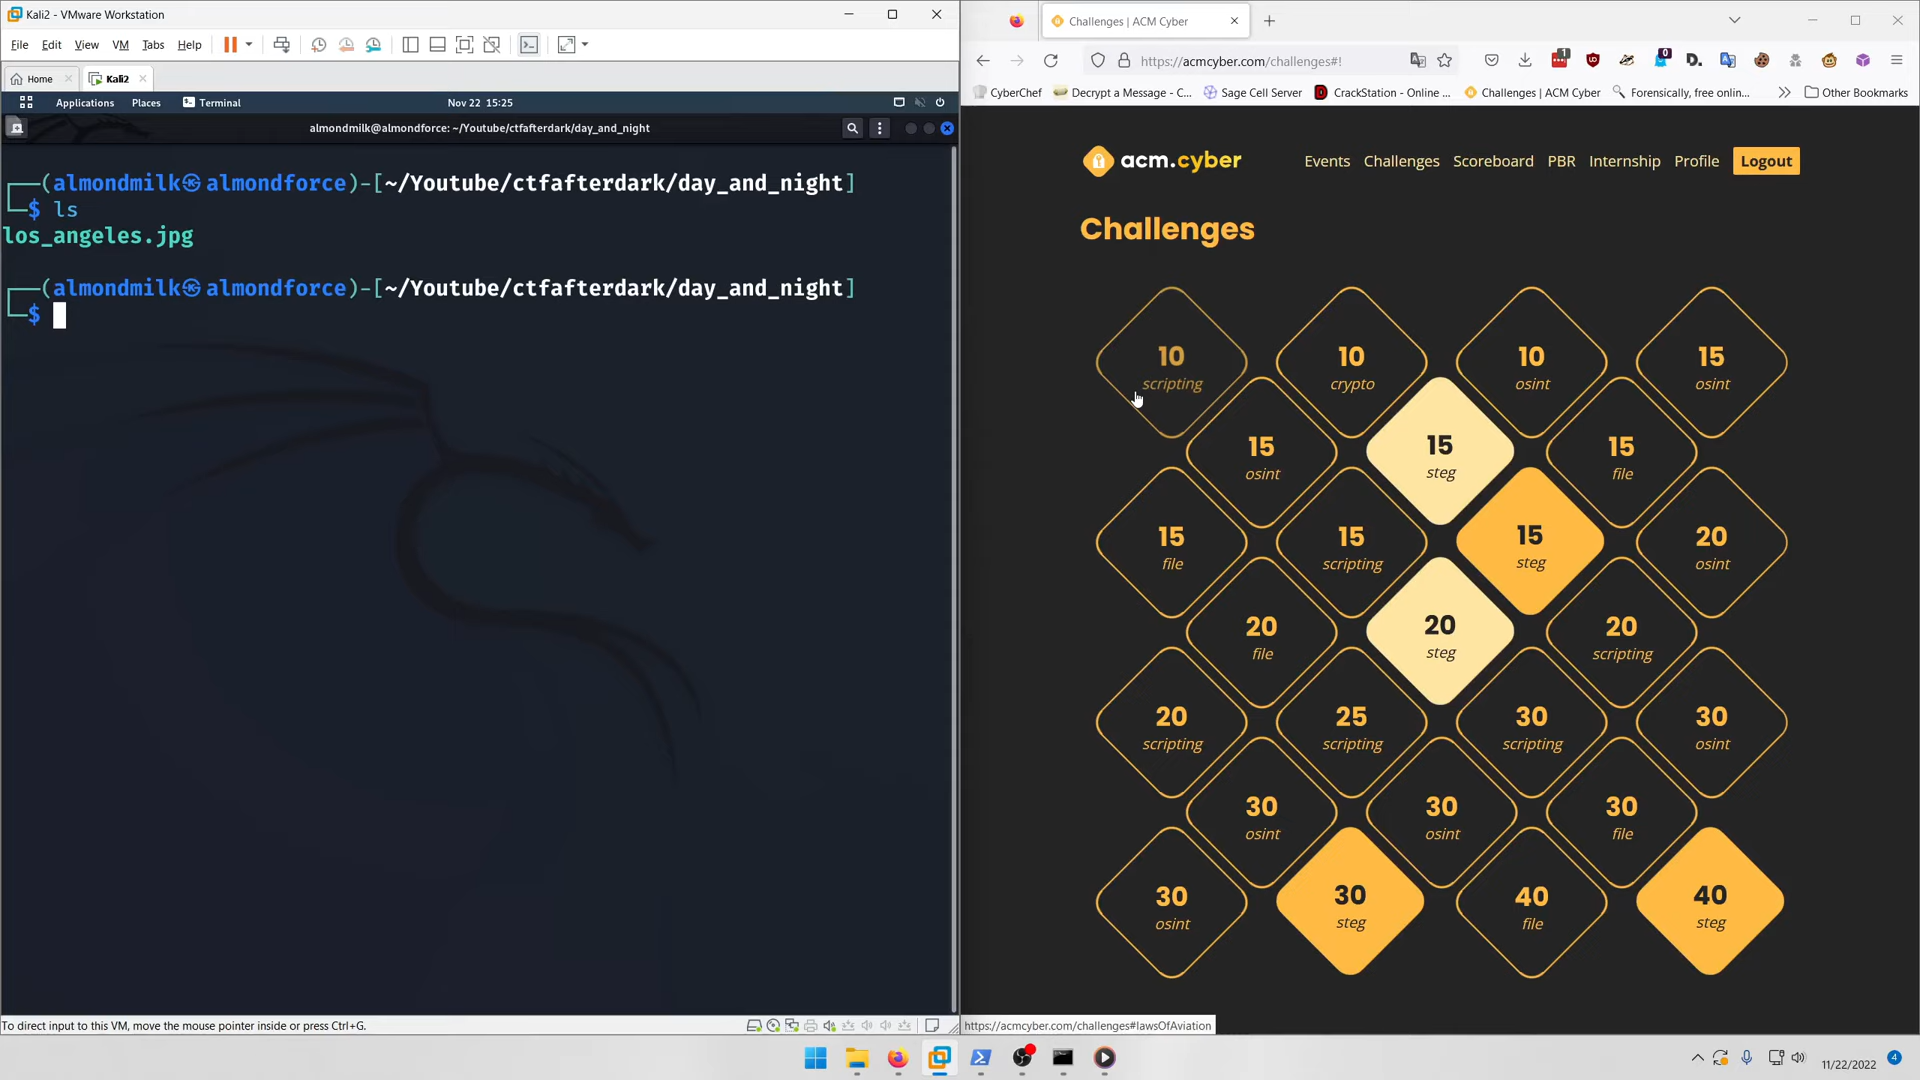 Kali2 - VMware Workstation
File Edit View VM Tabs Help
Home Kali2
Applications Places Terminal Nov 22 15:25
almondmilk@almondforce: ~/Youtube/ctfafterdark/day_and_night
┌──(almondmilk㉿almondforce)-[~/Youtube/ctfafterdark/day_and_night]
└─$ ls
los_angeles.jpg
┌──(almondmilk㉿almondforce)-[~/Youtube/ctfafterdark/day_and_night]
└─$
To direct input to this VM, move the mouse pointer inside or press Ctrl+G.
Challenges | ACM Cyber
https://acmcyber.com/challenges#!
1
0
CyberChef Decrypt a Message - C... Sage Cell Server CrackStation - Online ... Challenges | ACM Cyber Forensically, free onlin... Other Bookmarks
acm.cyber Events Challenges Scoreboard PBR Internship Profile Logout
Challenges
10 10 10 15
scripting crypto osint osint
15 15 15
osint steg file
15 15 15 20
file scripting steg osint
20 20 20
file steg scripting
20 25 30 30
scripting scripting scripting osint
30 30 30
osint osint file
30 30 40 40
osint steg file steg
https://acmcyber.com/challenges#lawsOfAviation
11/22/2022 4